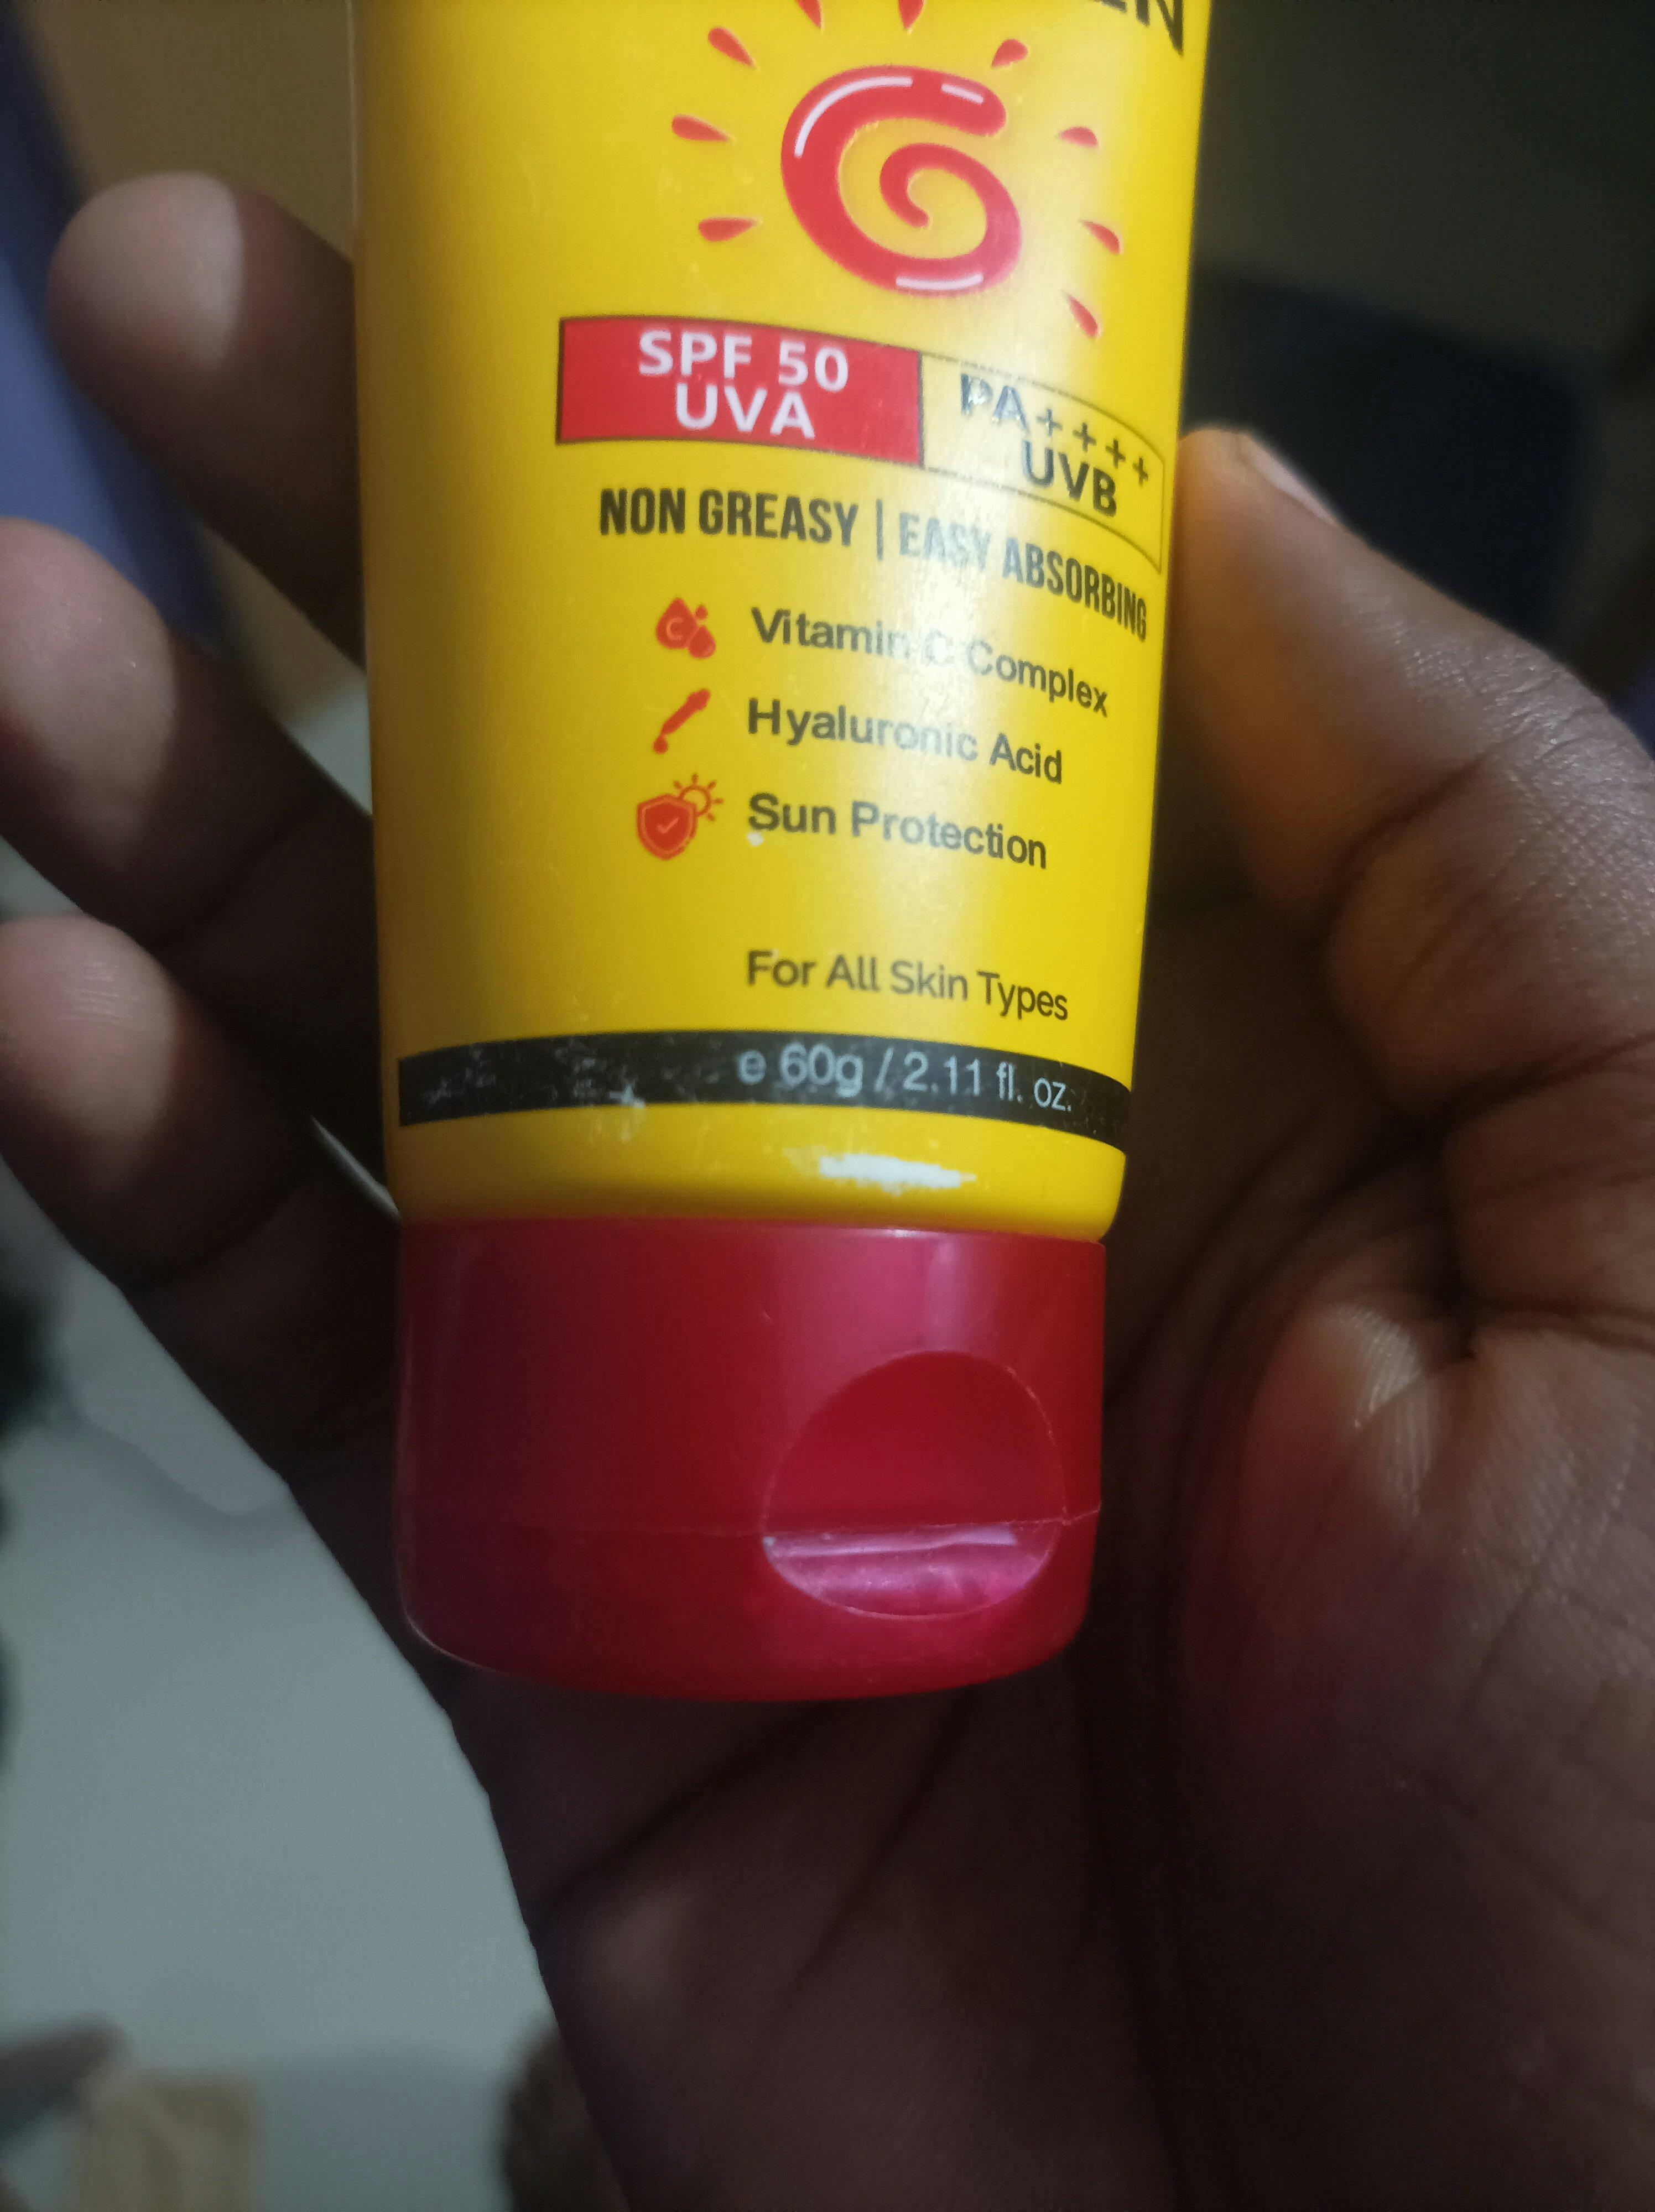 SPF 50
UVA
PA++++
UVB
NON GREASY | EASY ABSORBING
C
Vitamin C Complex
Hyaluronic Acid
Sun Protection
For All Skin Types
e 60g / 2.11 fl. oz.